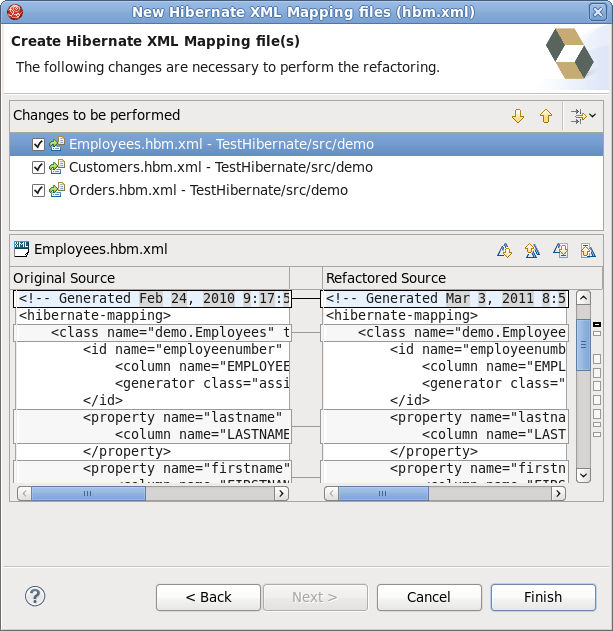 New Hibernate XML Mapping files (hbm.xml)
Create Hibernate XML Mapping file(s)
The following changes are necessary to perform the refactoring.
Changes to be performed
Employees.hbm.xml - TestHibernate/src/demo
Customers.hbm.xml - TestHibernate/src/demo
Orders.hbm.xml - TestHibernate/src/demo
XML Employees.hbm.xml
Original Source
<!-- Generated Feb 24, 2010 9:17:5
<hibernate-mapping>
<class name="demo.Employees" t
<id name="employeenumber"
<column name="EMPLOYEE
<generator class="assi
</id>
<property name="lastname"
<column name="LASTNAME
</property>
<property name="firstname"
Refactored Source
<!-- Generated Mar 3, 2011 8:5
<hibernate-mapping>
<class name="demo.Employee
<id name="employeenumb
<column name="EMPL
<generator class="
</id>
<property name="lastna
<column name="LAST
</property>
<property name="firstn
?
< Back
Next >
Cancel
Finish